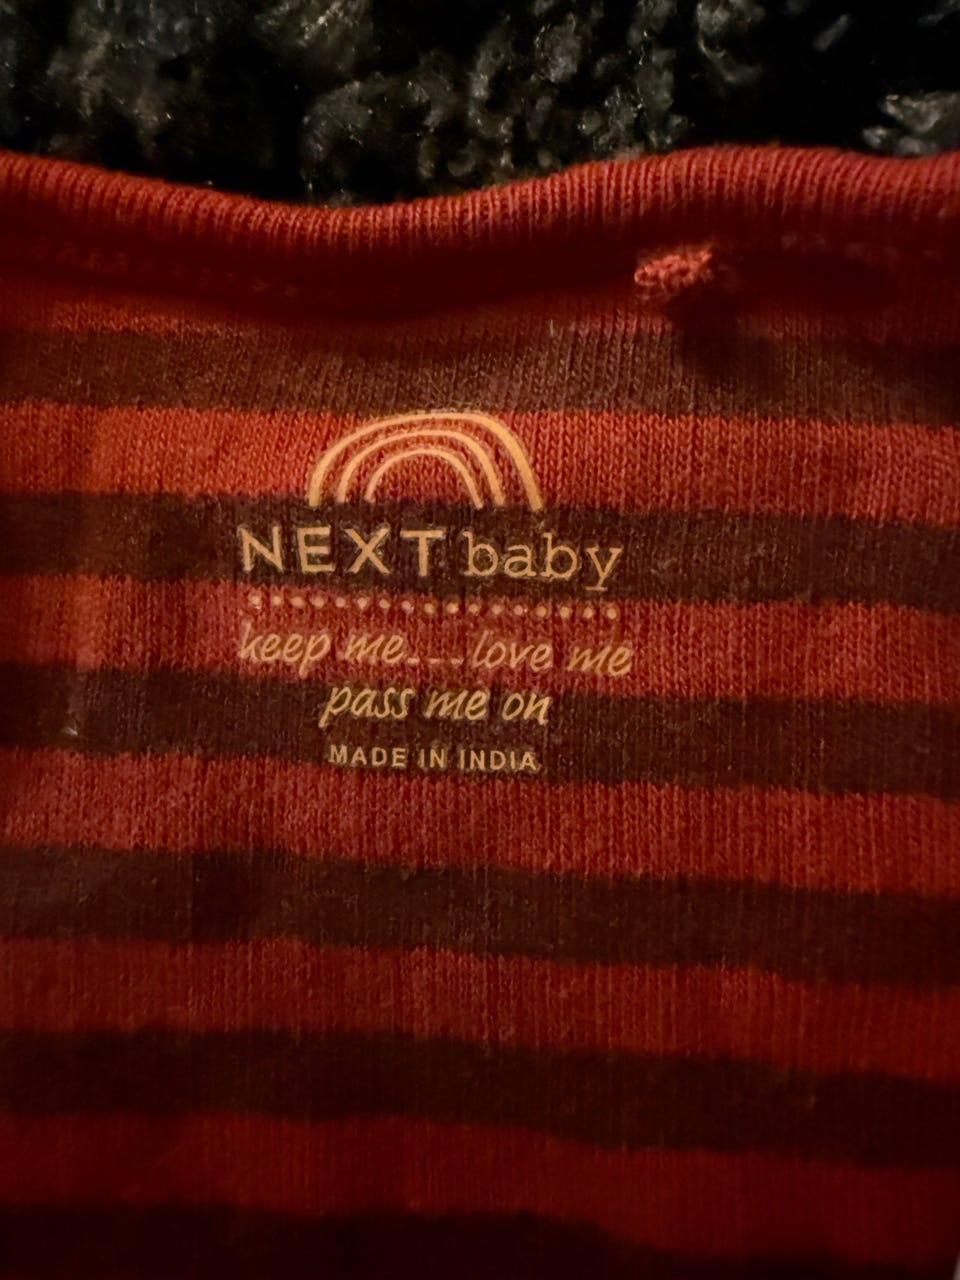 NEXT baby
keep me...love me
pass me on
MADE IN INDIA